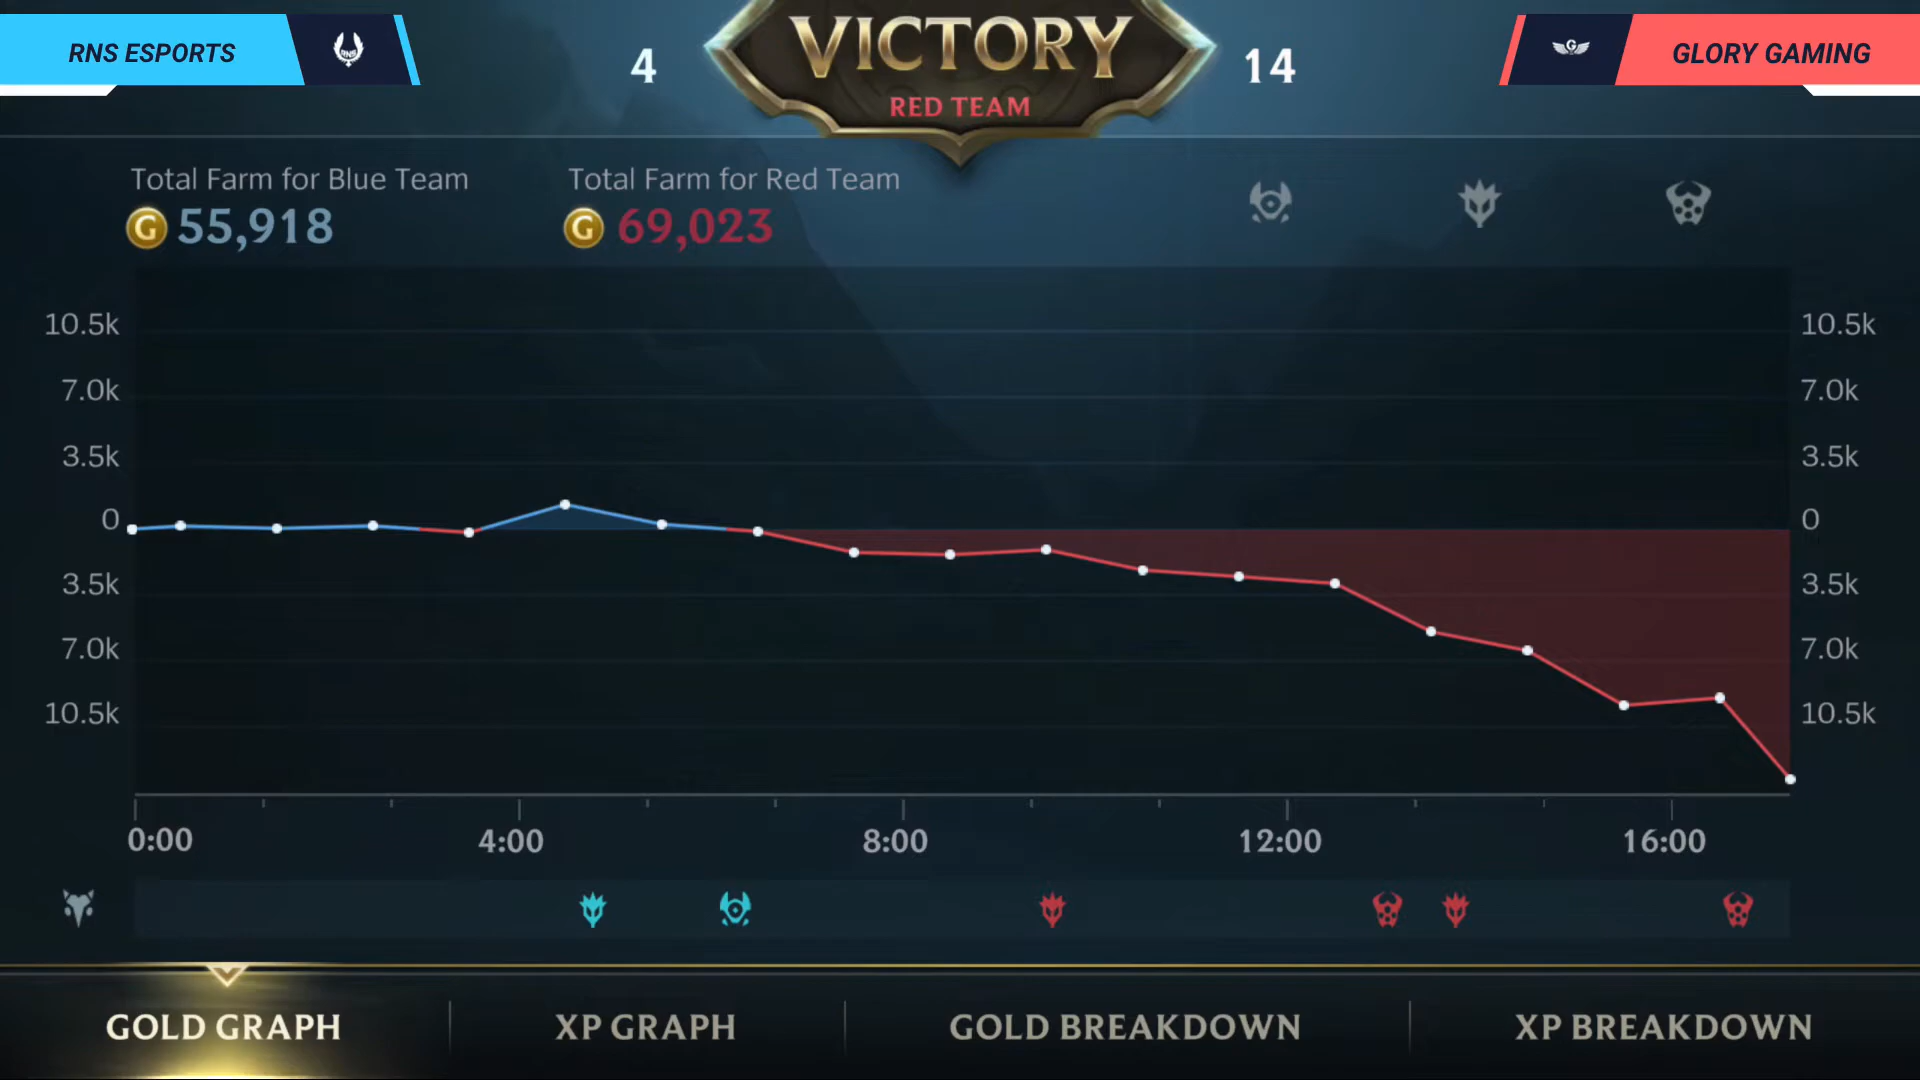 RNS ESPORTS
RNS
4
VICTORY
RED TEAM
14
G
GLORY GAMING
Total Farm for Blue Team
G 55,918
Total Farm for Red Team
G 69,023
10.5k
7.0k
3.5k
0
3.5k
7.0k
10.5k
10.5k
7.0k
3.5k
0
3.5k
7.0k
10.5k
0:00 4:00 8:00 12:00 16:00
GOLD GRAPH
XP GRAPH
GOLD BREAKDOWN
XP BREAKDOWN